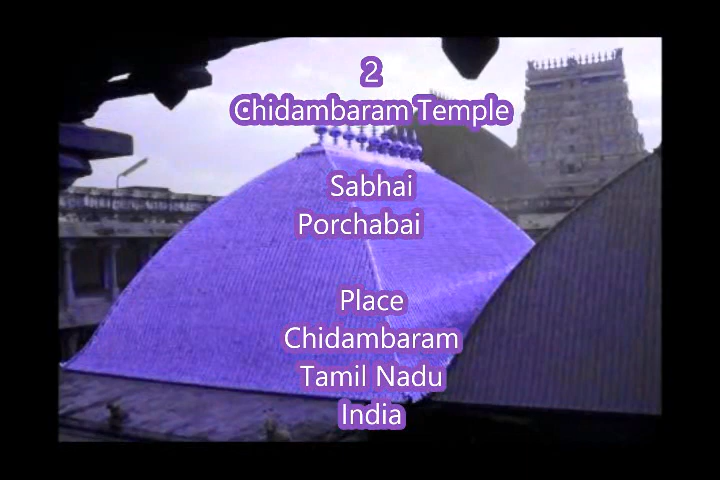 2
Chidambaram Temple
Sabhai
Porchabai
Place
Chidambaram
Tamil Nadu
India